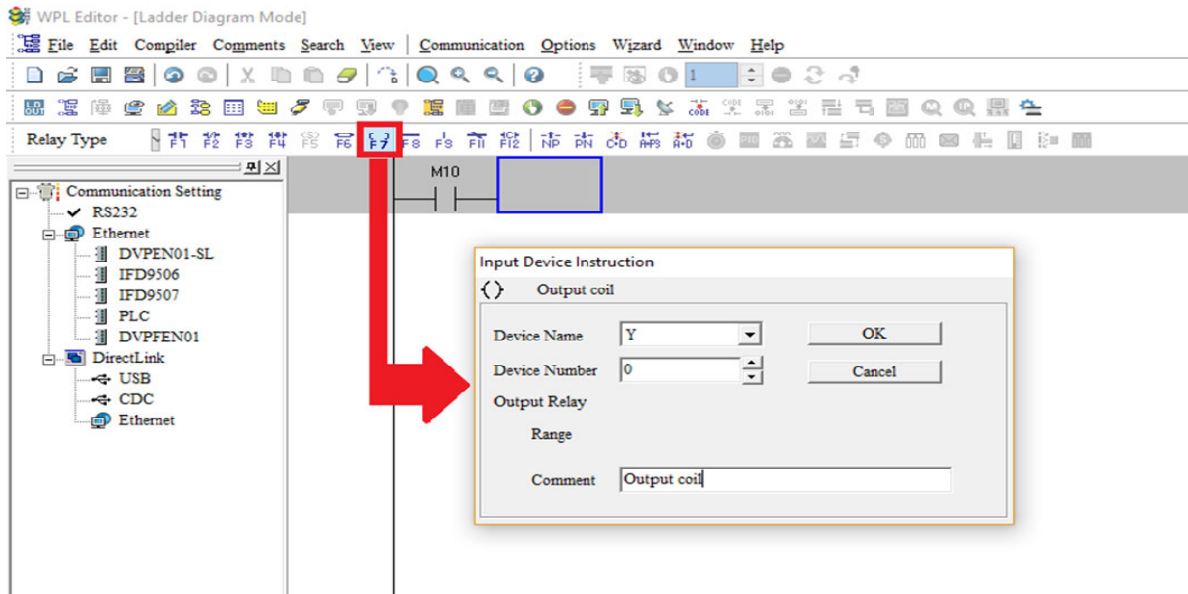 WPL Editor - [Ladder Diagram Mode]
File Edit Compiler Comments Search View Communication Options Wizard Window Help
1
Relay Type F1 F2 F3 F4 F5 F6 F7 F8 F9 F11 F12 NP PN
M10
Communication Setting
RS232
Ethernet
DVPEN01-SL
IFD9506
IFD9507
PLC
DVPFEN01
DirectLink
USB
CDC
Ethernet
Input Device Instruction
Output coil
Device Name Y OK
Device Number 0 Cancel
Output Relay
Range
Comment Output coil